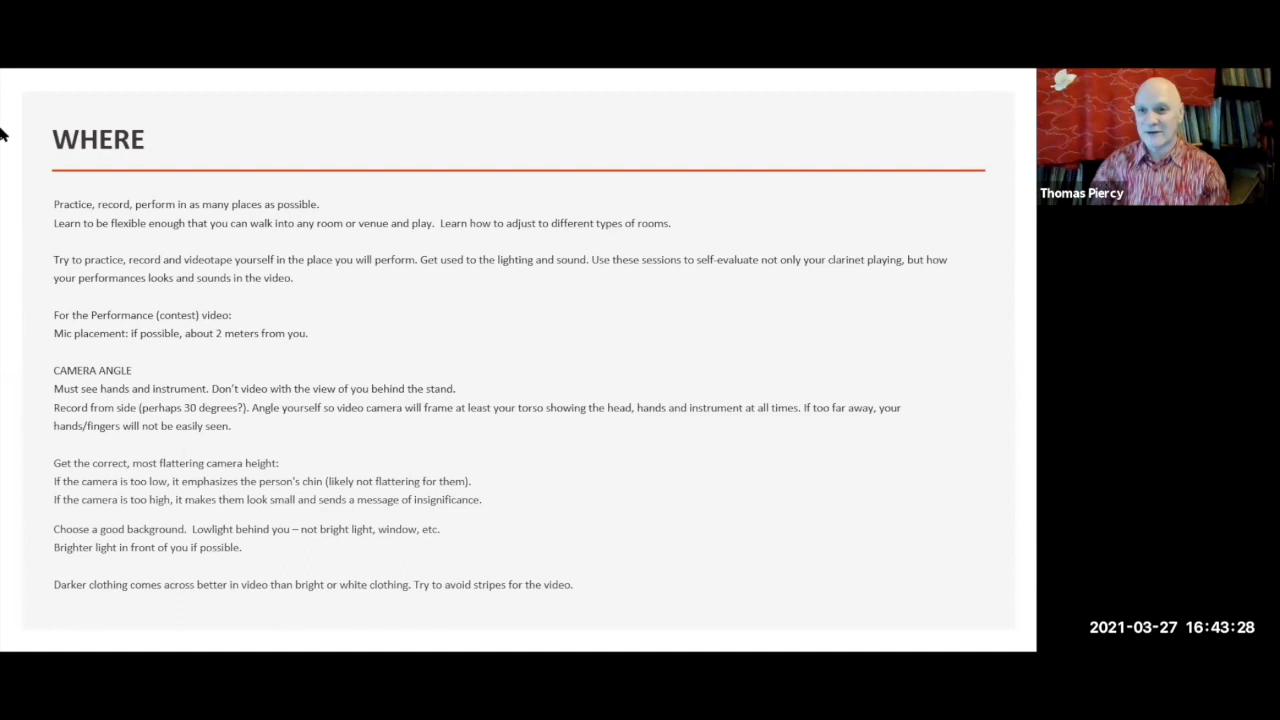 WHERE
Practice, record, perform in as many places as possible.
Learn to be flexible enough that you can walk into any room or venue and play.  Learn how to adjust to different types of rooms.
Try to practice, record and videotape yourself in the place you will perform. Get used to the lighting and sound. Use these sessions to self-evaluate not only your clarinet playing, but how
your performances looks and sounds in the video.
For the Performance (contest) video:
Mic placement: if possible, about 2 meters from you.
CAMERA ANGLE
Must see hands and instrument. Don’t video with the view of you behind the stand.
Record from side (perhaps 30 degrees?). Angle yourself so video camera will frame at least your torso showing the head, hands and instrument at all times. If too far away, your
hands/fingers will not be easily seen.
Get the correct, most flattering camera height:
If the camera is too low, it emphasizes the person's chin (likely not flattering for them).
If the camera is too high, it makes them look small and sends a message of insignificance.
Choose a good background.  Lowlight behind you – not bright light, window, etc.
Brighter light in front of you if possible.
Darker clothing comes across better in video than bright or white clothing. Try to avoid stripes for the video.
Thomas Piercy
2021-03-27 16:43:28